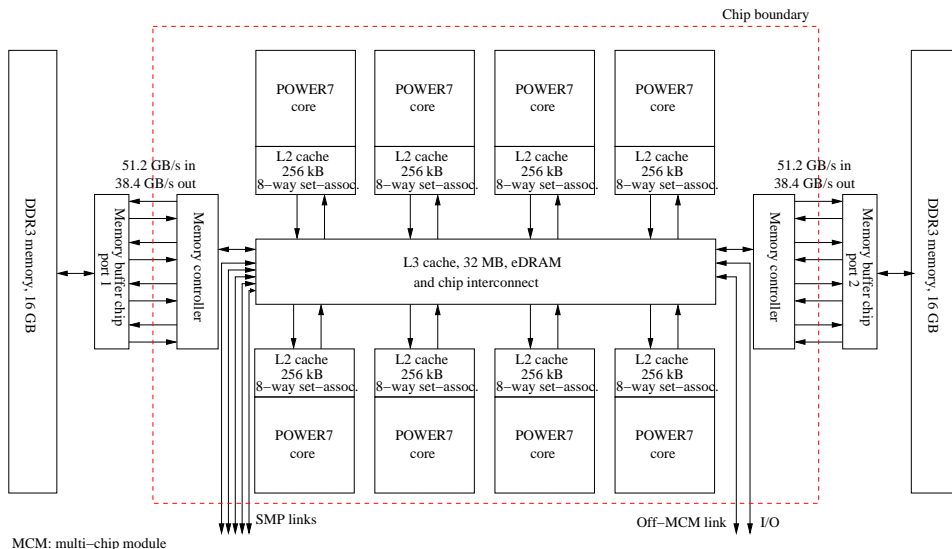 Chip boundary
POWER7
core
POWER7
core
POWER7
core
POWER7
core
L2 cache
256 kB
8−way set−assoc.
L2 cache
256 kB
8−way set−assoc.
L2 cache
256 kB
8−way set−assoc.
L2 cache
256 kB
8−way set−assoc.
51.2 GB/s in
38.4 GB/s out
51.2 GB/s in
38.4 GB/s out
DDR3 memory, 16 GB
Memory buffer chip
port 1
Memory controller
L3 cache, 32 MB, eDRAM
and chip interconnect
Memory controller
Memory buffer chip
port 2
DDR3 memory, 16 GB
L2 cache
256 kB
8−way set−assoc.
L2 cache
256 kB
8−way set−assoc.
L2 cache
256 kB
8−way set−assoc.
L2 cache
256 kB
8−way set−assoc.
POWER7
core
POWER7
core
POWER7
core
POWER7
core
SMP links
Off−MCM link
I/O
MCM: multi−chip module